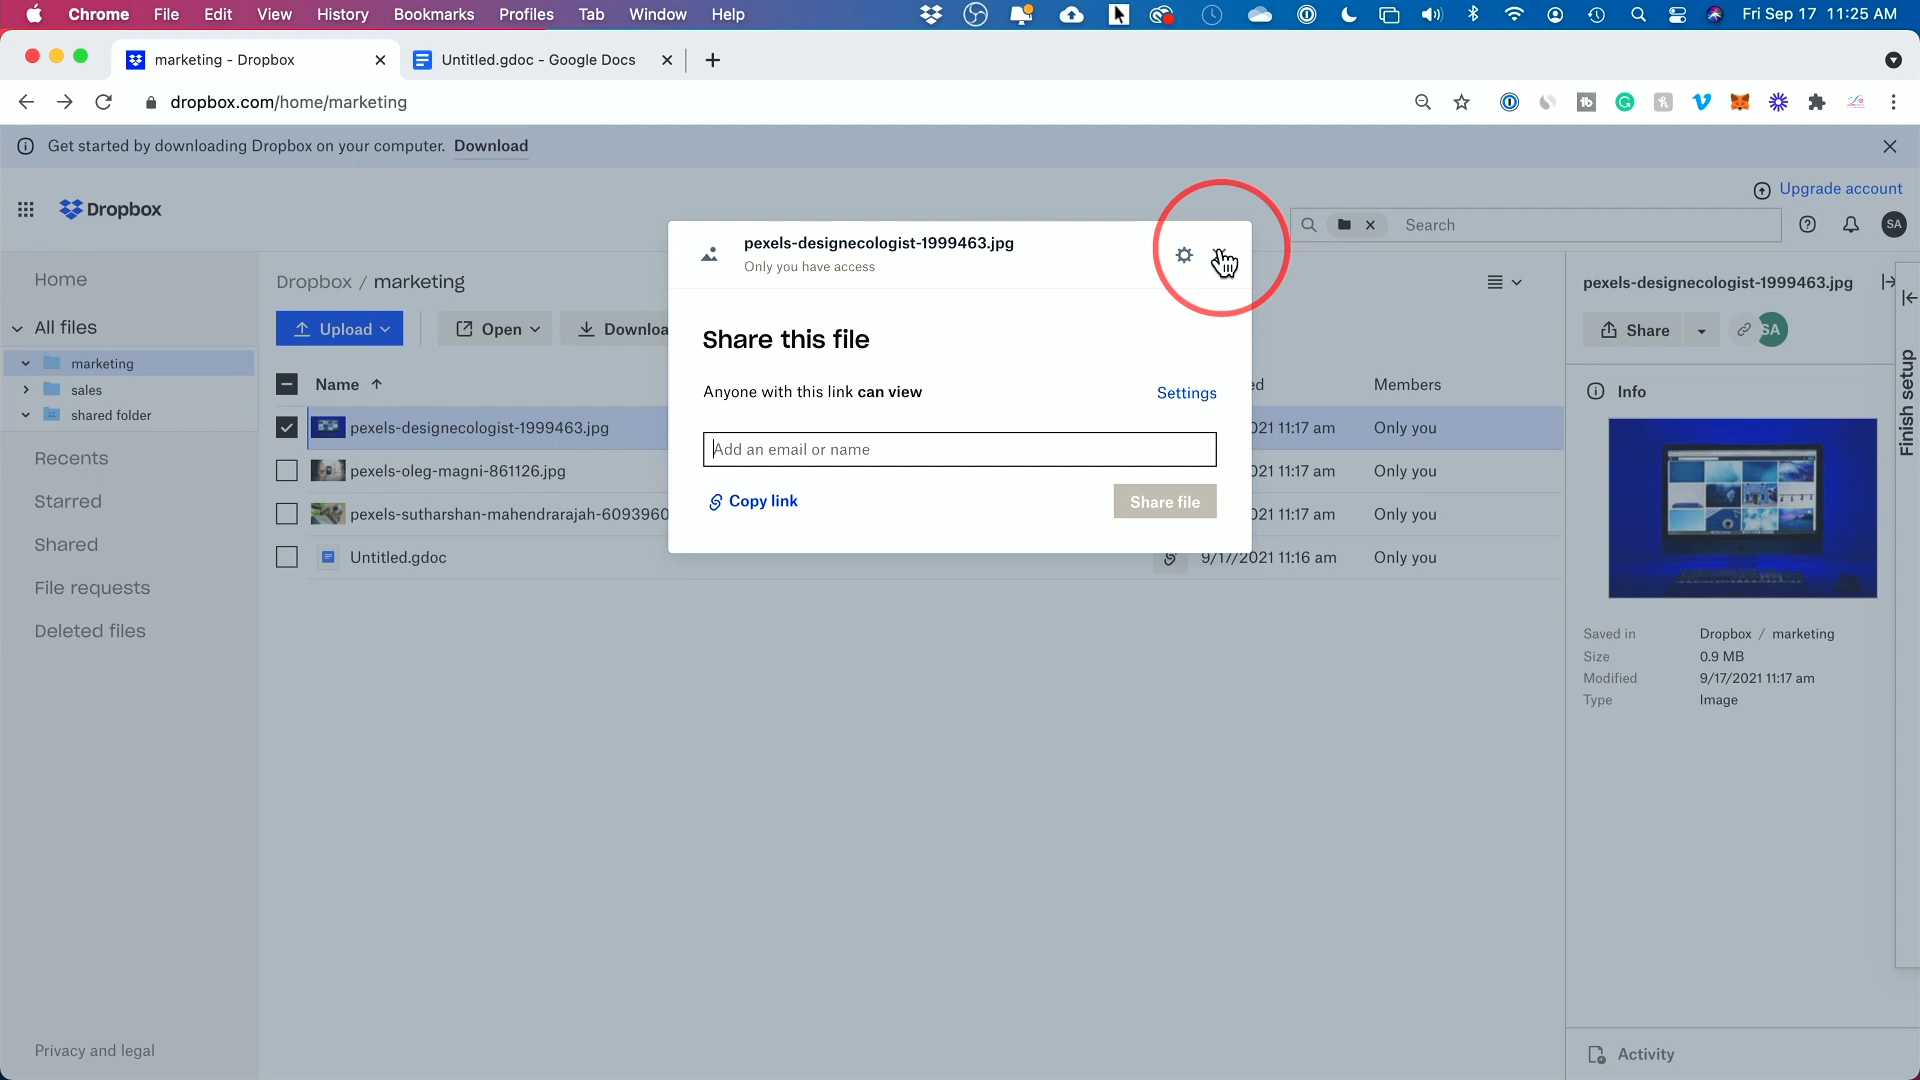 Chrome File Edit View History Bookmarks Profiles Tab Window Help Fri Sep 17 11:25 AM
marketing - Dropbox Untitled.gdoc - Google Docs
dropbox.com/home/marketing
Get started by downloading Dropbox on your computer. Download
Upgrade account
Dropbox
Search
SA
Home
All files
marketing
sales
shared folder
Recents
Starred
Shared
File requests
Deleted files
Privacy and legal
Dropbox / marketing
Upload Open Downloa
Name ed Members
pexels-designecologist-1999463.jpg 021 11:17 am Only you
pexels-oleg-magni-861126.jpg 021 11:17 am Only you
pexels-sutharshan-mahendrarajah-6093960 021 11:17 am Only you
Untitled.gdoc 9/17/2021 11:16 am Only you
pexels-designecologist-1999463.jpg
Only you have access
Share this file
Anyone with this link can view Settings
Add an email or name
Copy link Share file
pexels-designecologist-1999463.jpg
Share SA
Info
Saved in Dropbox / marketing
Size 0.9 MB
Modified 9/17/2021 11:17 am
Type Image
Activity
Finish setup